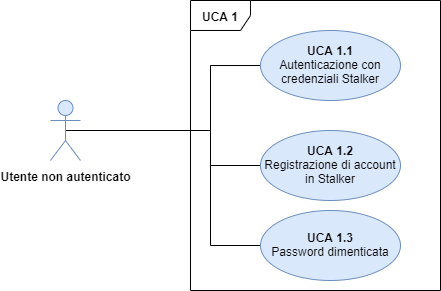 UCA 1
UCA 1.1
Autenticazione con
credenziali Stalker
UCA 1.2
Registrazione di account
in Stalker
Utente non autenticato
UCA 1.3
Password dimenticata